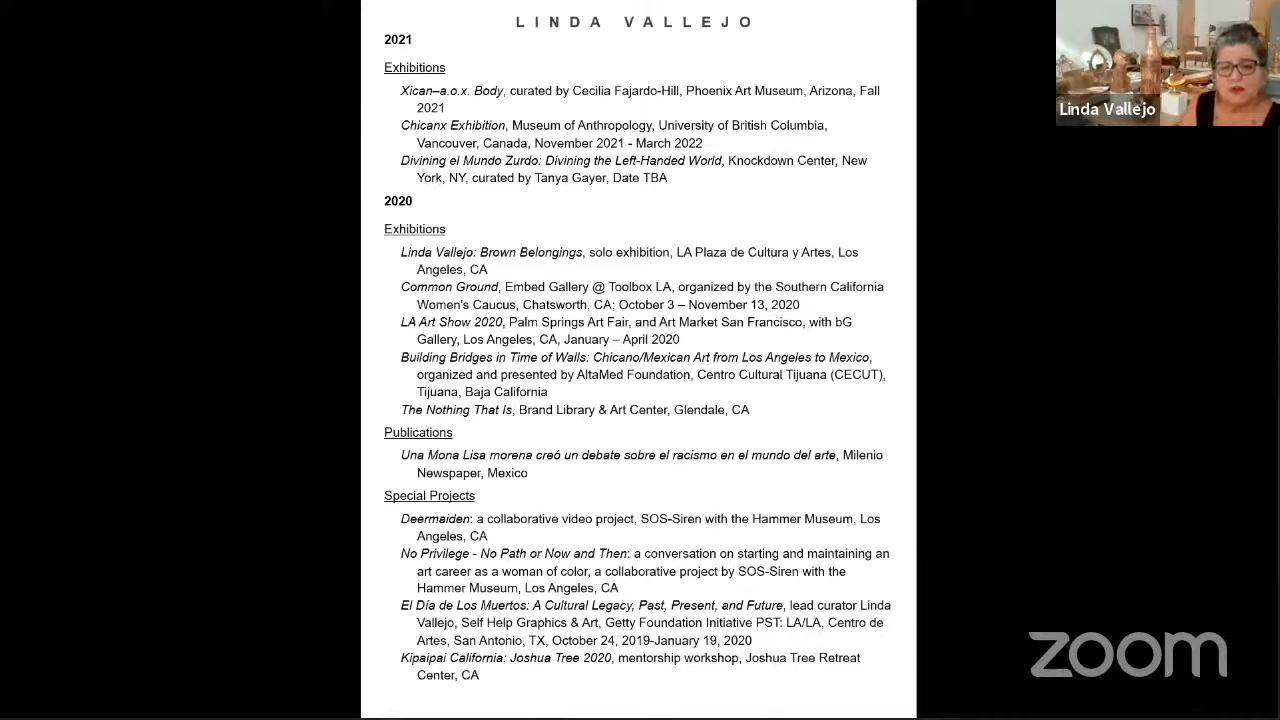 LINDA VALLEJO
2021
Exhibitions
Xican–a.o.x. Body, curated by Cecilia Fajardo-Hill, Phoenix Art Museum, Arizona, Fall
2021
Chicanx Exhibition, Museum of Anthropology, University of British Columbia,
Vancouver, Canada, November 2021 - March 2022
Divining el Mundo Zurdo: Divining the Left-Handed World, Knockdown Center, New
York, NY, curated by Tanya Gayer, Date TBA
2020
Exhibitions
Linda Vallejo: Brown Belongings, solo exhibition, LA Plaza de Cultura y Artes, Los
Angeles, CA
Common Ground, Embed Gallery @ Toolbox LA, organized by the Southern California
Women's Caucus, Chatsworth, CA; October 3 – November 13, 2020
LA Art Show 2020, Palm Springs Art Fair, and Art Market San Francisco, with bG
Gallery, Los Angeles, CA, January – April 2020
Building Bridges in Time of Walls: Chicano/Mexican Art from Los Angeles to Mexico,
organized and presented by AltaMed Foundation, Centro Cultural Tijuana (CECUT),
Tijuana, Baja California
The Nothing That Is, Brand Library & Art Center, Glendale, CA
Publications
Una Mona Lisa morena creó un debate sobre el racismo en el mundo del arte, Milenio
Newspaper, Mexico
Special Projects
Deermaiden: a collaborative video project, SOS-Siren with the Hammer Museum, Los
Angeles, CA
No Privilege - No Path or Now and Then: a conversation on starting and maintaining an
art career as a woman of color, a collaborative project by SOS-Siren with the
Hammer Museum, Los Angeles, CA
El Día de Los Muertos: A Cultural Legacy, Past, Present, and Future, lead curator Linda
Vallejo, Self Help Graphics & Art, Getty Foundation Initiative PST: LA/LA, Centro de
Artes, San Antonio, TX, October 24, 2019-January 19, 2020
Kipaipai California: Joshua Tree 2020, mentorship workshop, Joshua Tree Retreat
Center, CA
Linda Vallejo
zoom